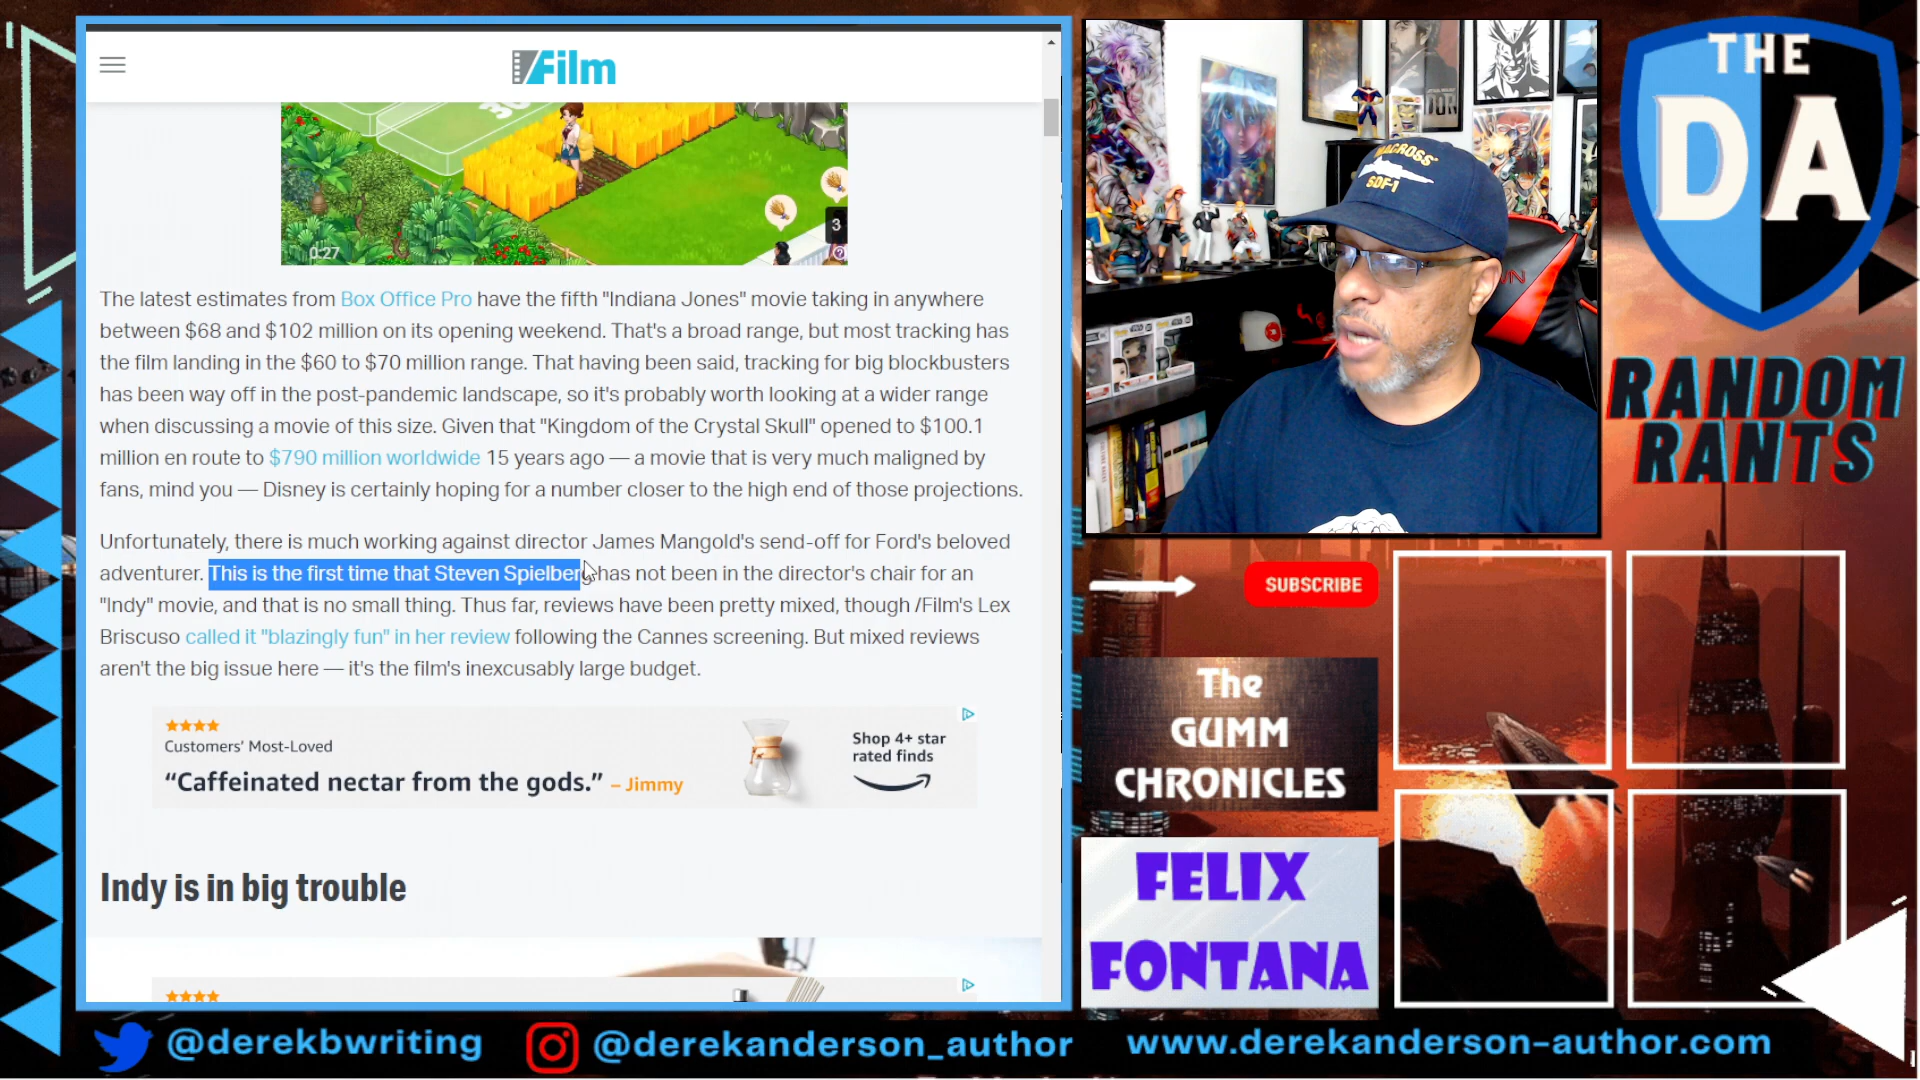 /Film
30
3
0:27
The latest estimates from Box Office Pro have the fifth "Indiana Jones" movie taking in anywhere
between $68 and $102 million on its opening weekend. That's a broad range, but most tracking has
the film landing in the $60 to $70 million range. That having been said, tracking for big blockbusters
has been way off in the post-pandemic landscape, so it's probably worth looking at a wider range
when discussing a movie of this size. Given that "Kingdom of the Crystal Skull" opened to $100.1
million en route to $790 million worldwide 15 years ago — a movie that is very much maligned by
fans, mind you — Disney is certainly hoping for a number closer to the high end of those projections.
Unfortunately, there is much working against director James Mangold's send-off for Ford's beloved
adventurer. This is the first time that Steven Spielberg has not been in the director's chair for an
"Indy" movie, and that is no small thing. Thus far, reviews have been pretty mixed, though /Film's Lex
Briscuso called it "blazingly fun" in her review following the Cannes screening. But mixed reviews
aren't the big issue here — it's the film's inexcusably large budget.
Customers' Most-Loved
"Caffeinated nectar from the gods." – Jimmy
Shop 4+ star
rated finds
Indy is in big trouble
MACROSS
SDF-1
THE
DA
RANDOM
RANTS
SUBSCRIBE
The
GUMM
CHRONICLES
FELIX
FONTANA
@derekbwriting
@derekanderson_author
www.derekanderson-author.com